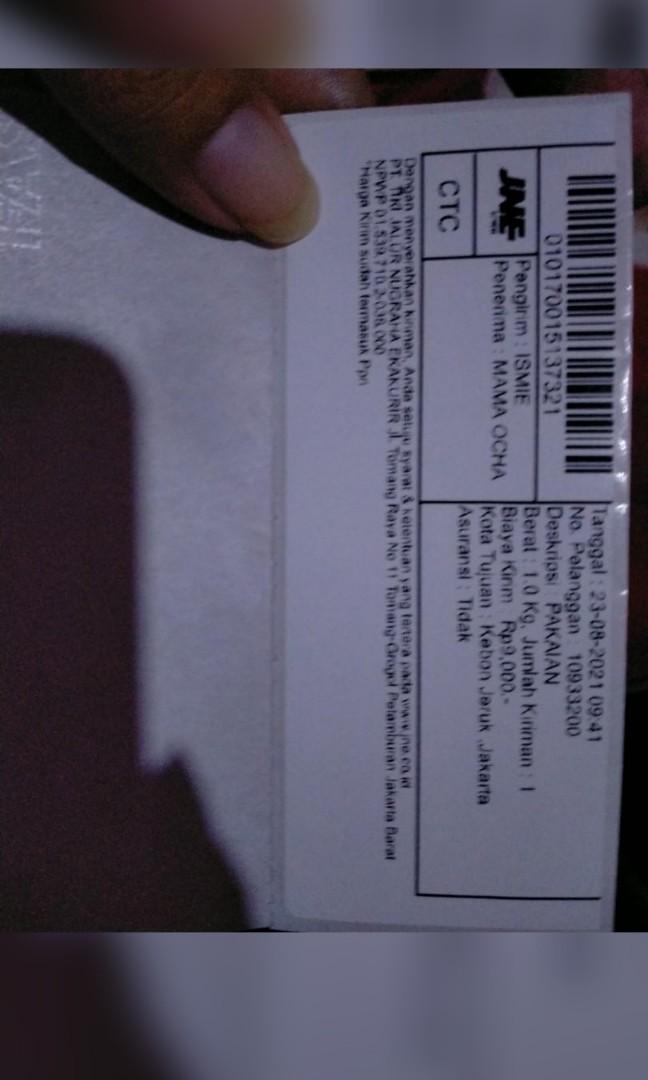 010170015137321
JNE
CTC
Pengirim : ISMIE
Penerima : MAMA OCHA
Tanggal : 23-08-2021 09:41
No. Pelanggan : 10933200
Deskripsi : PAKAIAN
Berat : 1.0 Kg, Jumlah Kiriman : 1
Biaya Kirim : Rp9,000.-
Kota Tujuan : Kebon Jeruk ,Jakarta
Asuransi : Tidak
Dengan menyerahkan kiriman, Anda setuju syarat & ketentuan yang tertera pada www.jne.co.id
PT. TIKI JALUR NUGRAHA EKAKURIR Jl. Tomang Raya No 11 Tomang-Grogol Petamburan Jakarta Barat
NPWP 01.539.710.2-036.000
*Harga Kirim sudah termasuk Ppn